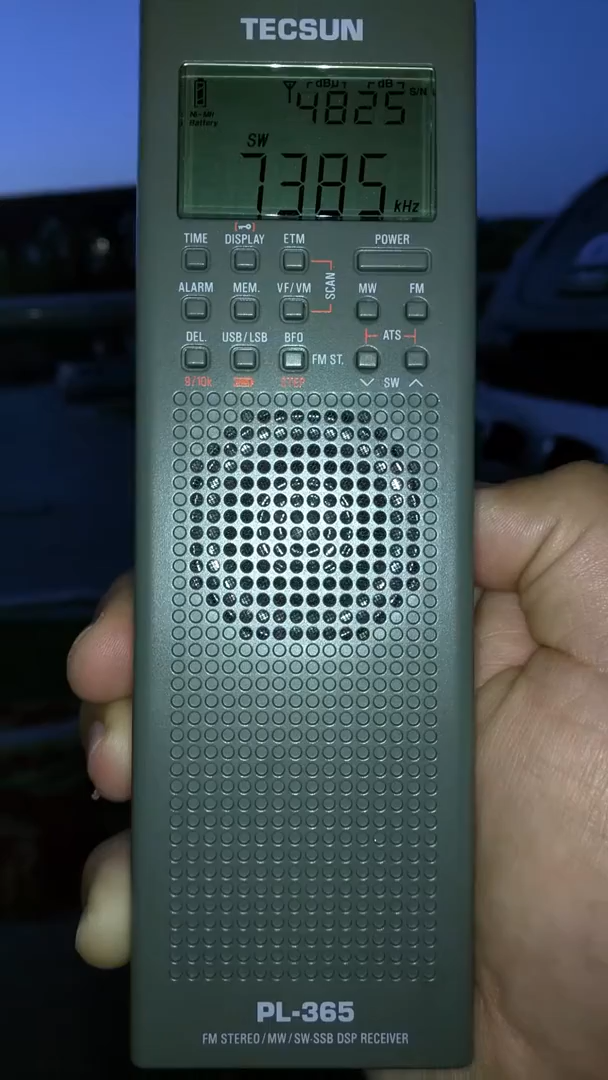 TECSUN
dBμ dB S/N
4825
Ni-MH
Battery
SW
7385 kHz
TIME DISPLAY ETM POWER
ALARM MEM. VF/VM SCAN MW FM
DEL. USB/LSB BFO FM ST. ATS
9/10k STEP SW
PL-365
FM STEREO/MW/SW-SSB DSP RECEIVER